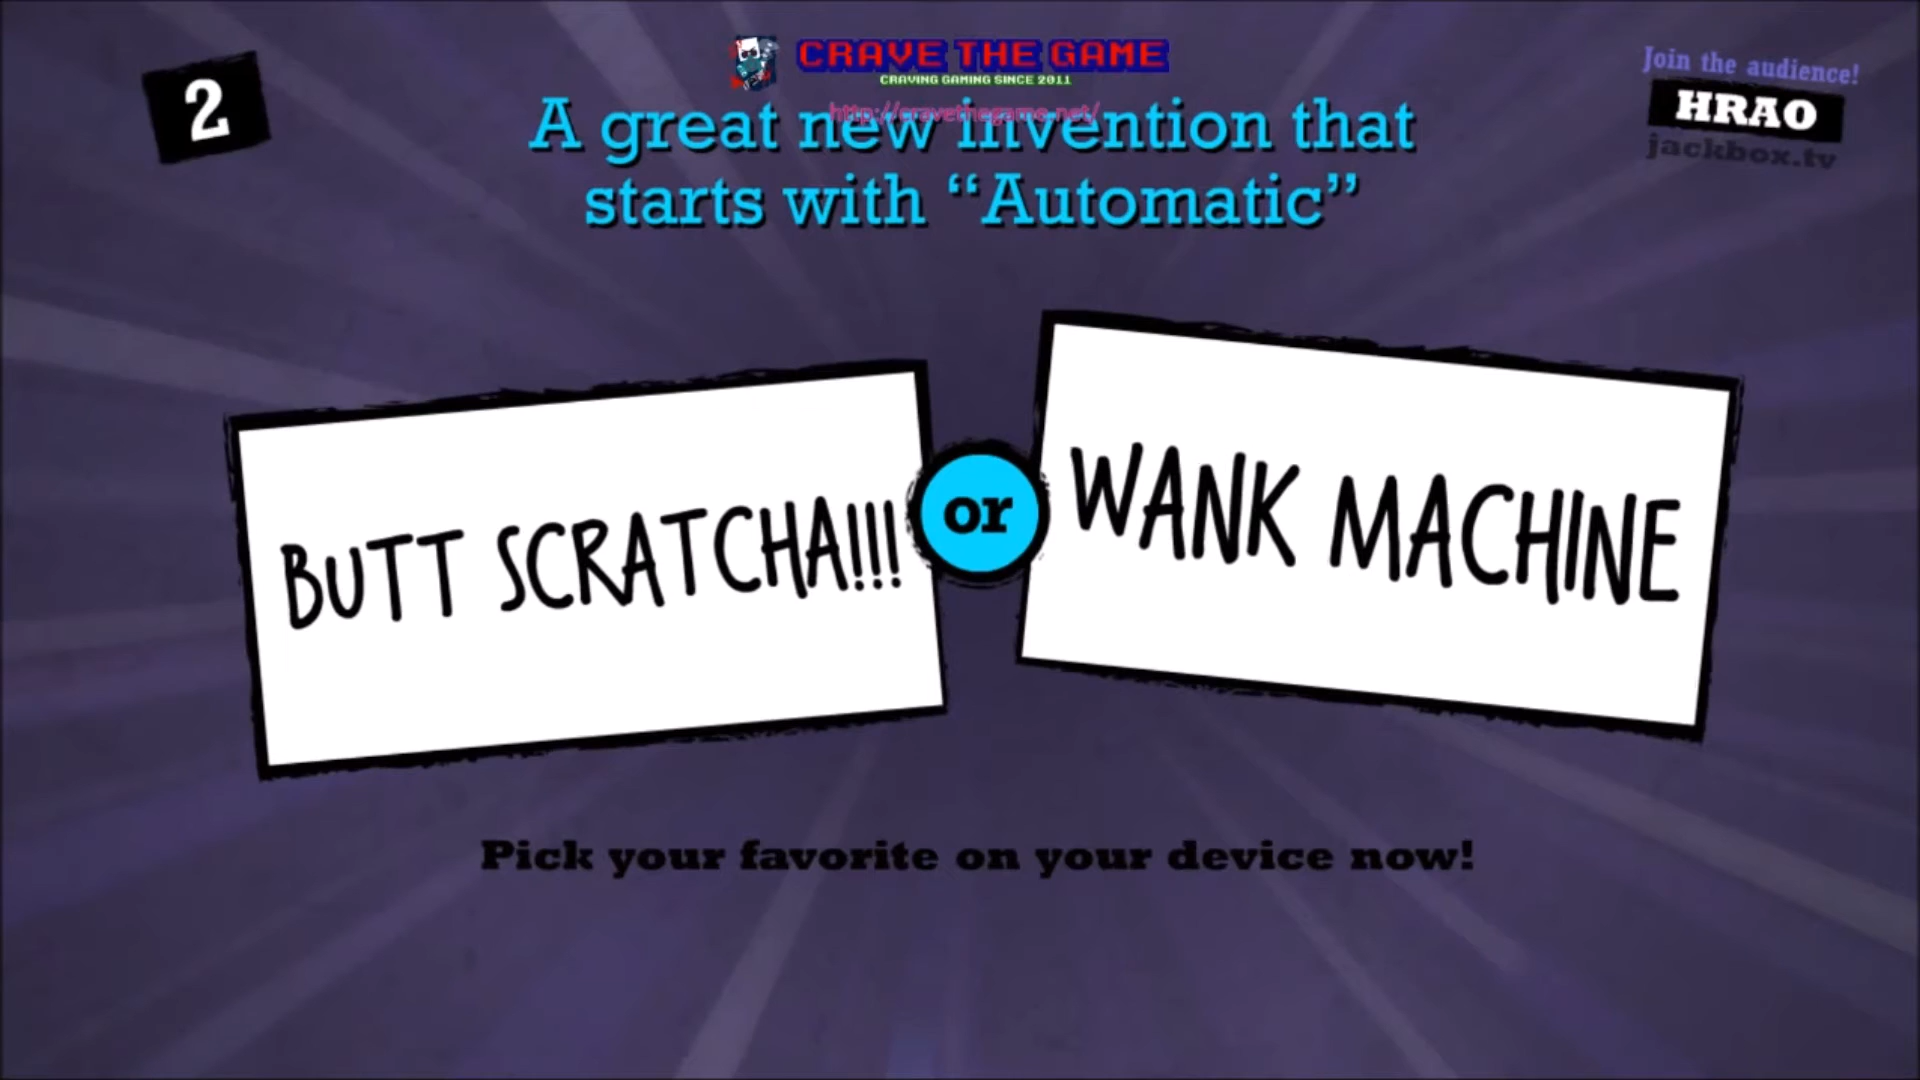 CRAVE THE GAME
CRAVING GAMING SINCE 2011
http://cravethegame.net/
2
Join the audience!
HRAO
jackbox.tv
A great new invention that
starts with “Automatic”
BUTT SCRATCHA!!!
or
WANK MACHINE
Pick your favorite on your device now!